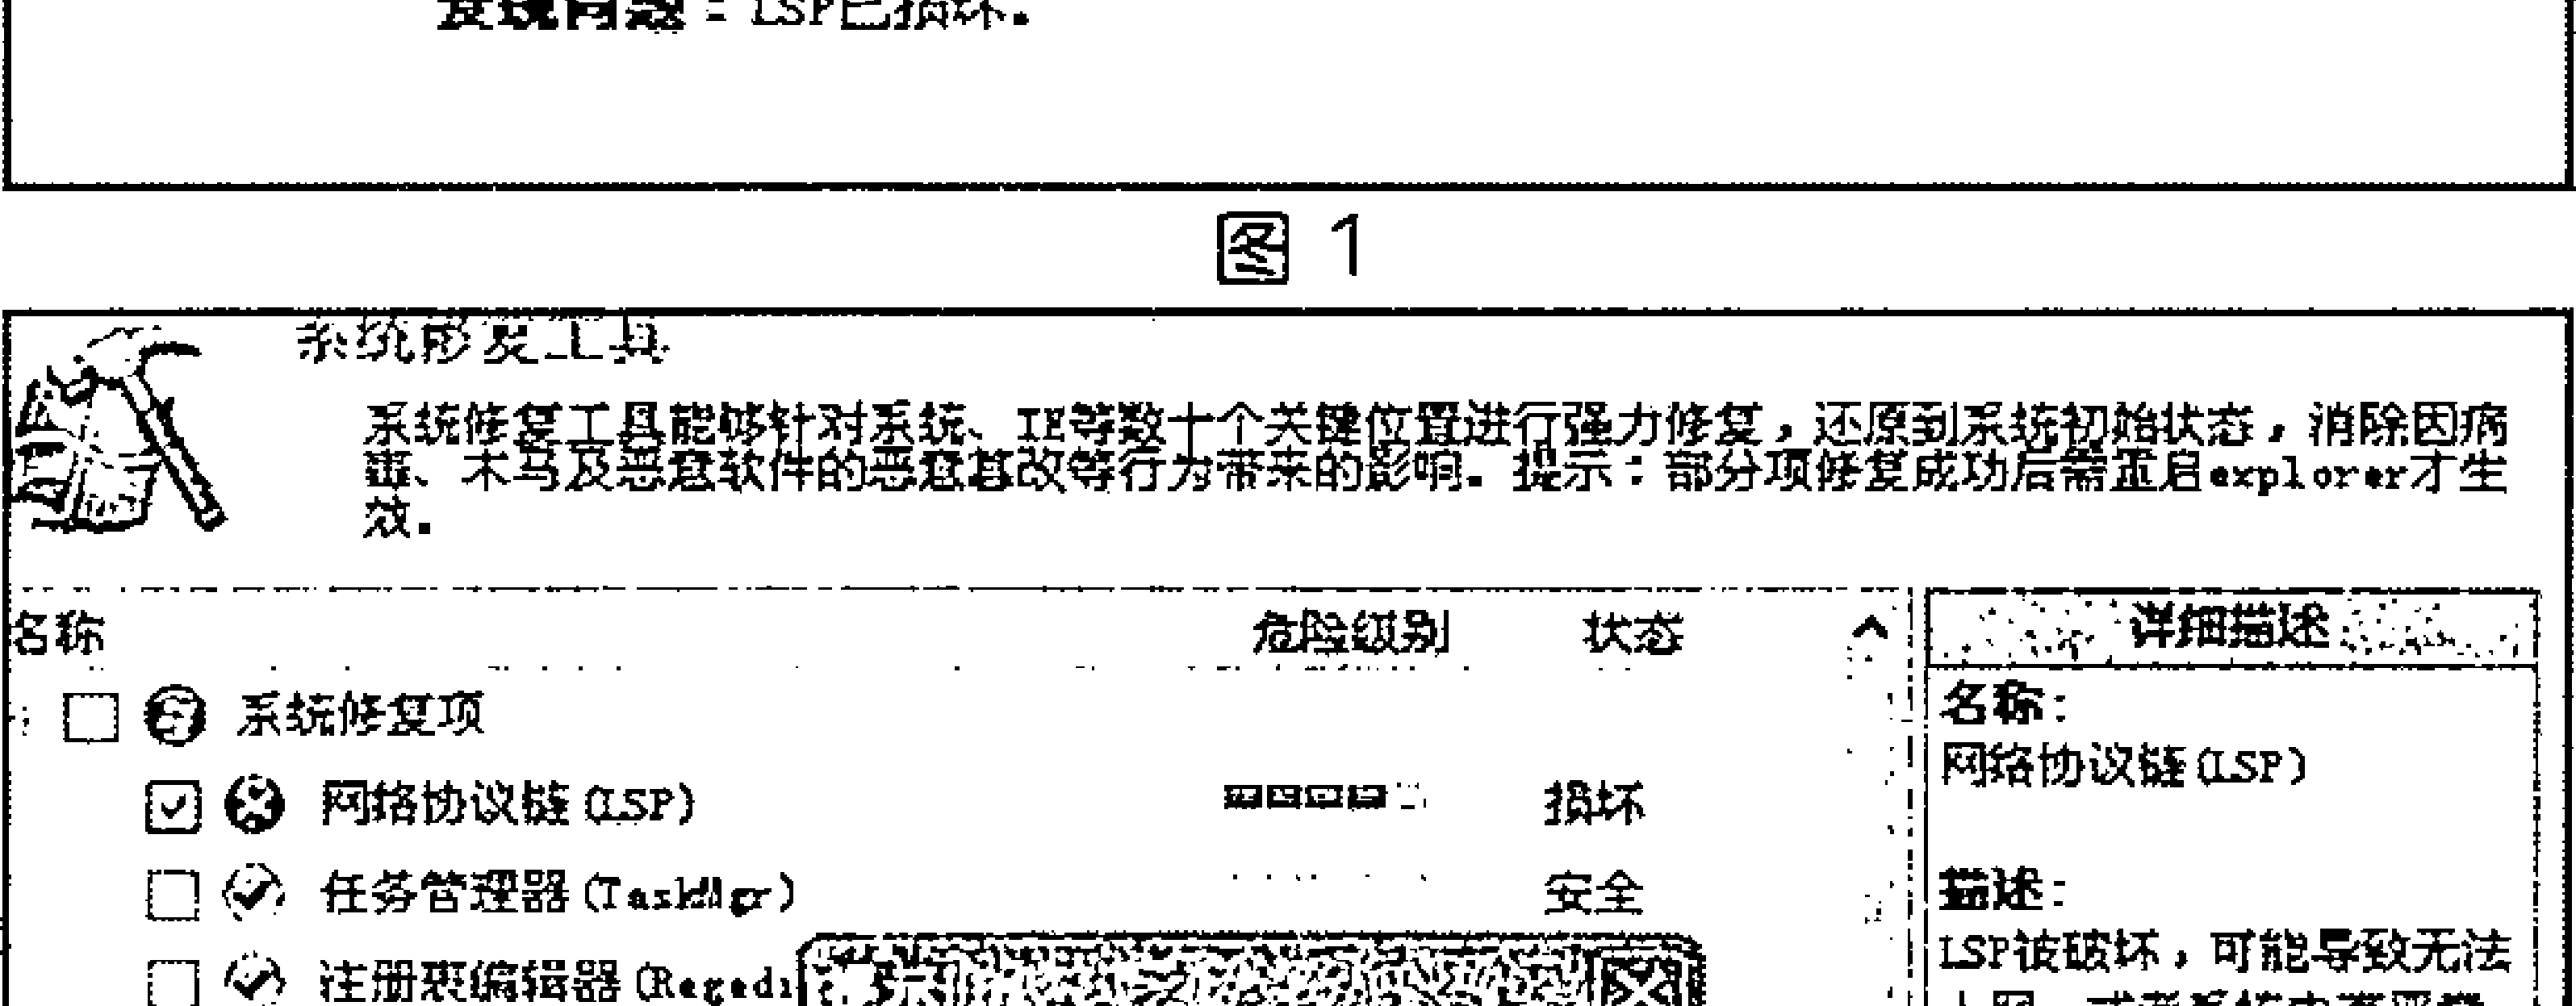 发现问题：LSP已损坏.
图 1
系统修复工具
系统修复工具能够针对系统、IE等数十个关键位置进行强力修复，还原到系统初始状态，消除因病
毒、木马及恶意软件的恶意篡改等行为带来的影响. 提示：部分项修复成功后需重启explorer才生
效.
名称 危险级别 状态 详细描述
系统修复项
网络协议链(LSP) 损坏
任务管理器(TaskMgr) 安全
注册表编辑器(Regedi
名称:
网络协议链(LSP)
描述:
LSP被破坏，可能导致无法